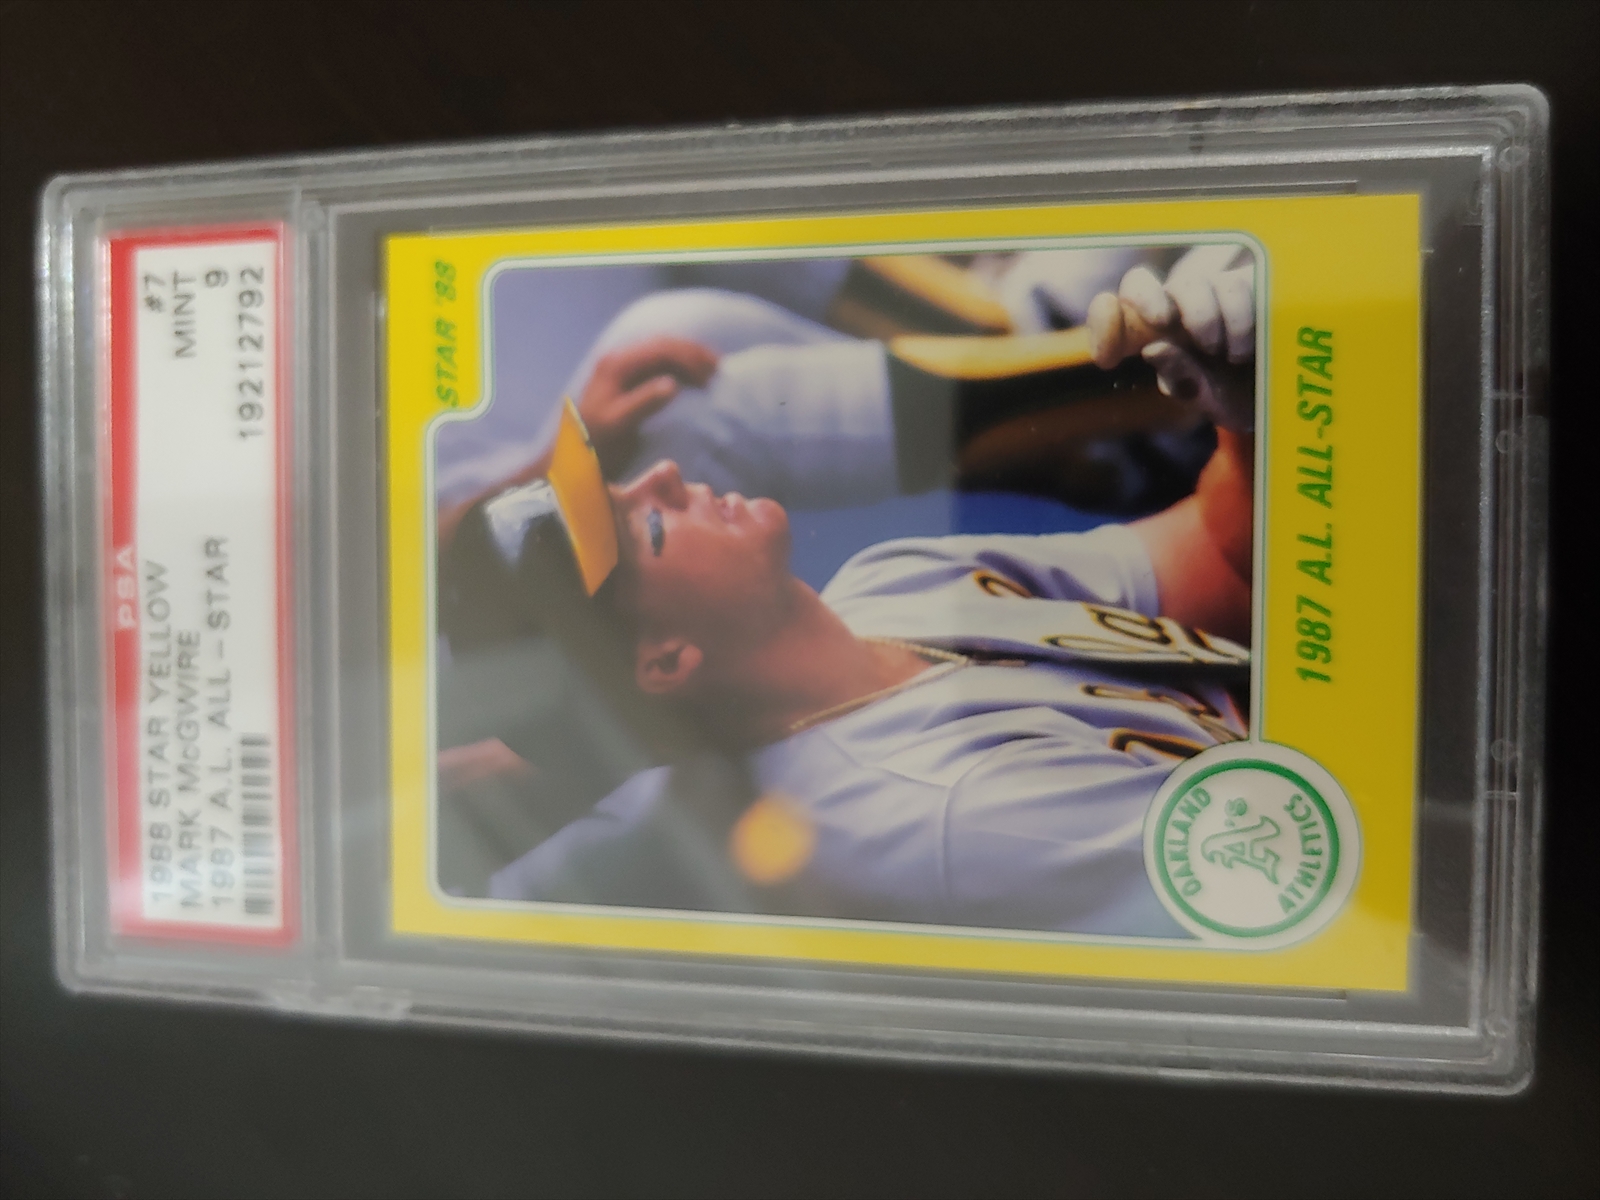 PSA
1988 STAR YELLOW #7
MARK McGWIRE MINT
1987 A.L. ALL-STAR 9
19212792
STAR '88
OAKLAND
A's
ATHLETICS
1987 A.L. ALL-STAR